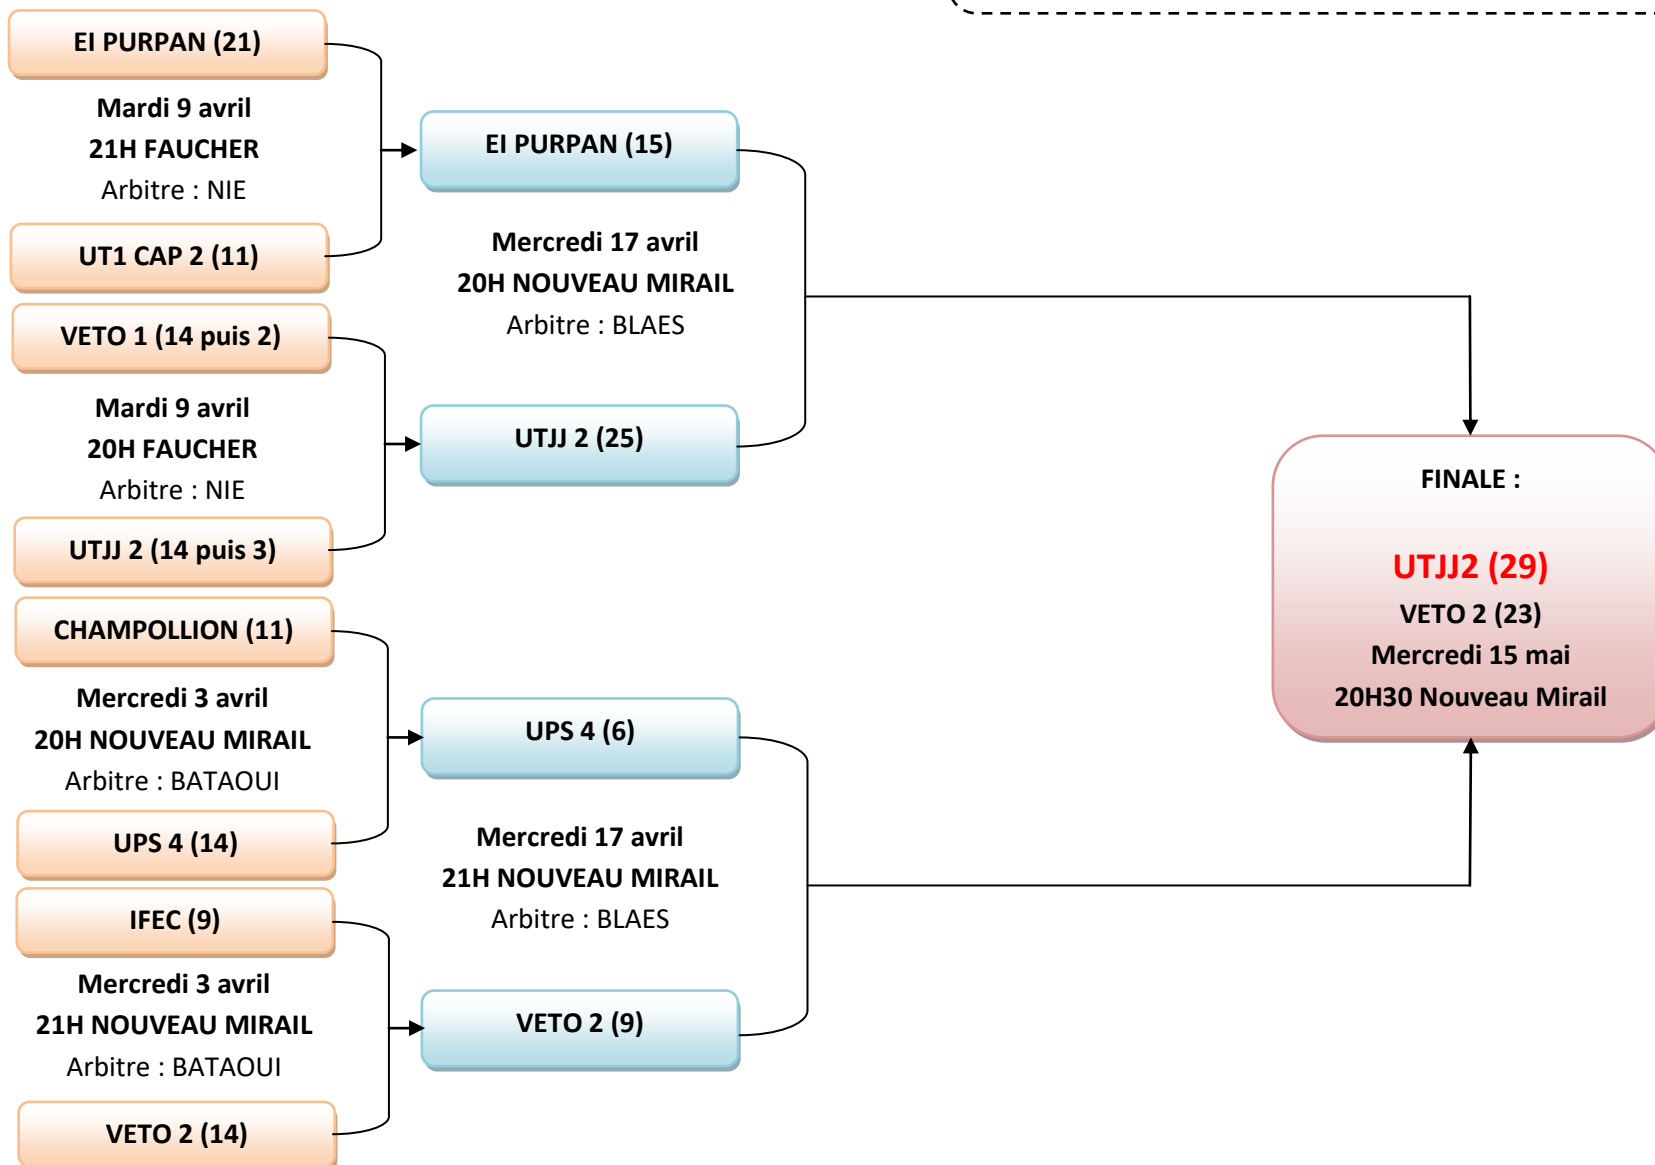 EI PURPAN (21)
Mardi 9 avril
21H FAUCHER
Arbitre : NIE
UT1 CAP 2 (11)
VETO 1 (14 puis 2)
Mardi 9 avril
20H FAUCHER
Arbitre : NIE
UTJJ 2 (14 puis 3)
CHAMPOLLION (11)
Mercredi 3 avril
20H NOUVEAU MIRAIL
Arbitre : BATAOUI
UPS 4 (14)
IFEC (9)
Mercredi 3 avril
21H NOUVEAU MIRAIL
Arbitre : BATAOUI
VETO 2 (14)
EI PURPAN (15)
Mercredi 17 avril
20H NOUVEAU MIRAIL
Arbitre : BLAES
UTJJ 2 (25)
UPS 4 (6)
Mercredi 17 avril
21H NOUVEAU MIRAIL
Arbitre : BLAES
VETO 2 (9)
FINALE :
UTJJ2 (29)
VETO 2 (23)
Mercredi 15 mai
20H30 Nouveau Mirail